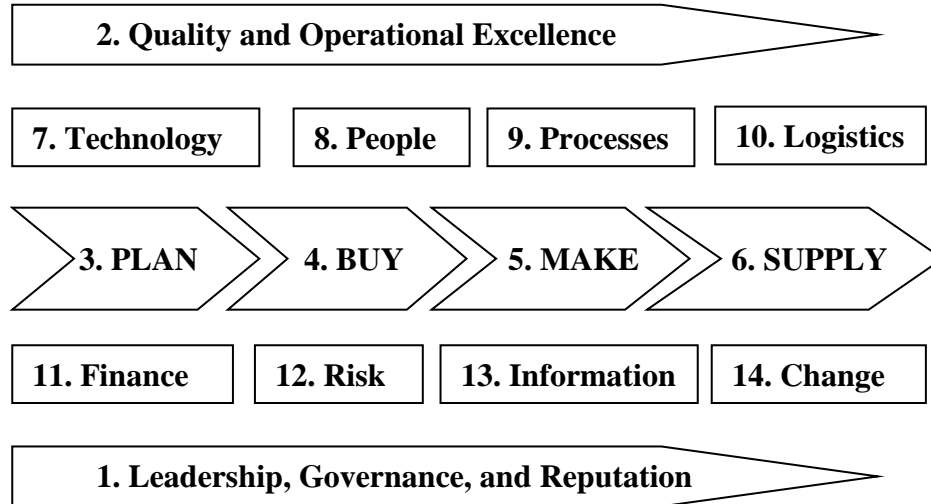 2. Quality and Operational Excellence
7. Technology
8. People
9. Processes
10. Logistics
3. PLAN
4. BUY
5. MAKE
6. SUPPLY
11. Finance
12. Risk
13. Information
14. Change
1. Leadership, Governance, and Reputation